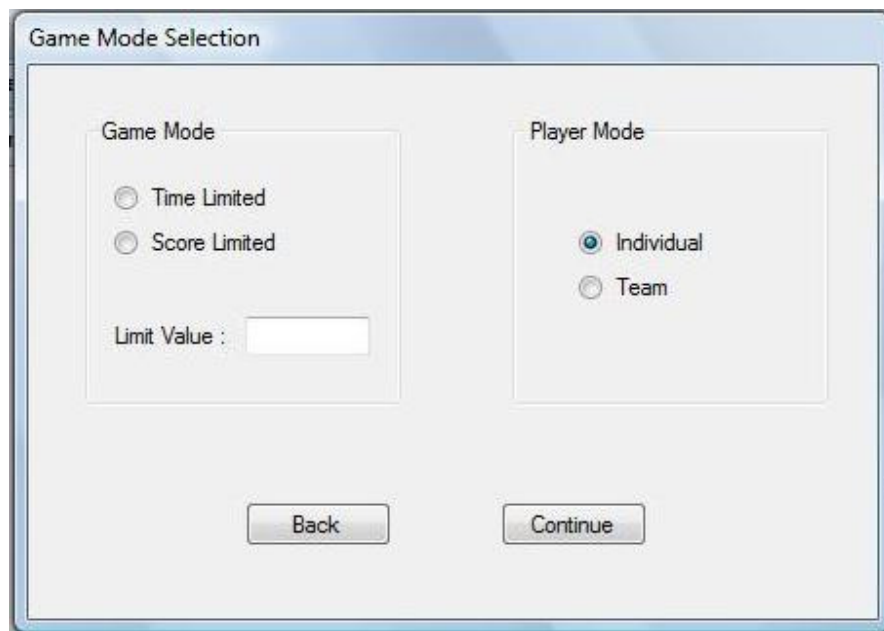 Game Mode Selection
Game Mode
Time Limited
Score Limited
Limit Value :
Player Mode
Individual
Team
Back
Continue